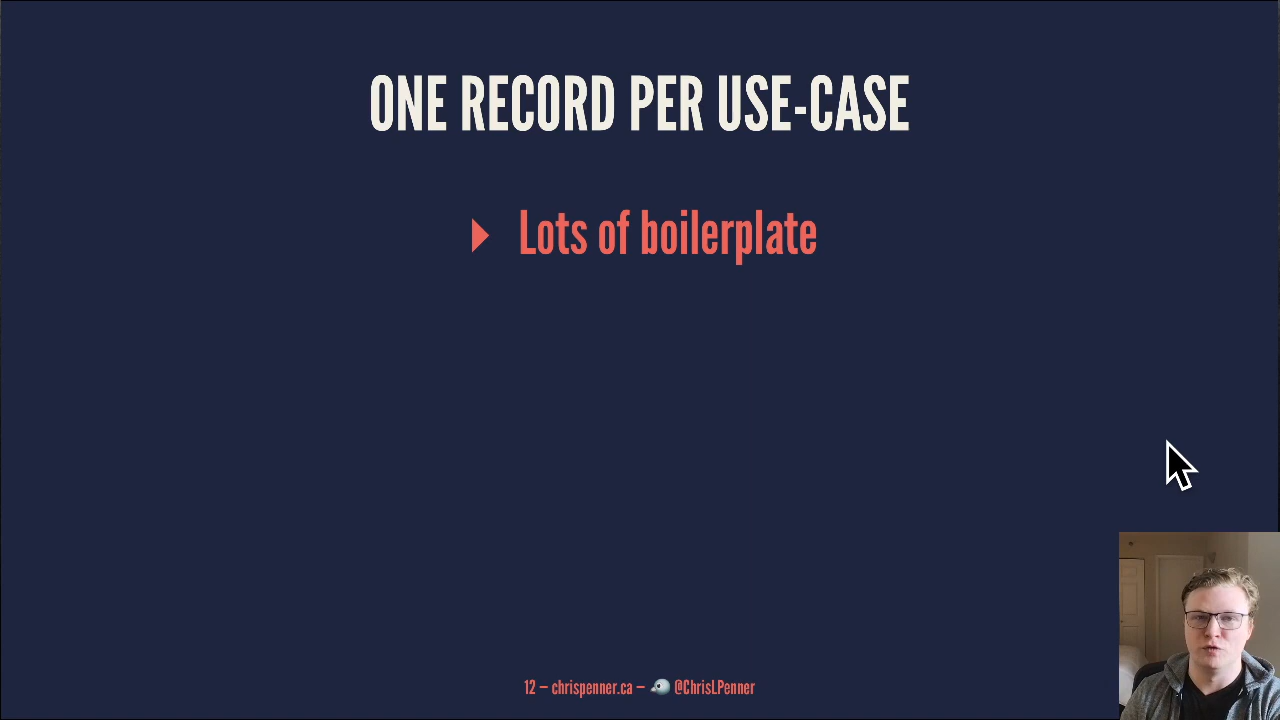 ONE RECORD PER USE-CASE
Lots of boilerplate
12 — chrispenner.ca — 🐦 @ChrisLPenner